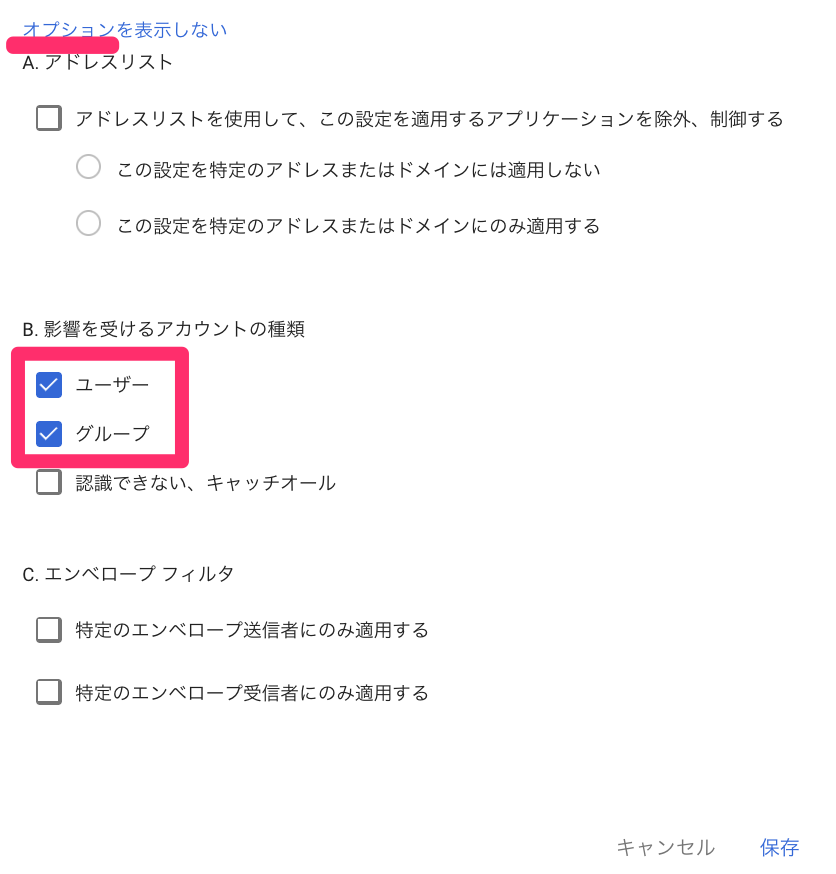 オプションを表示しない
A. アドレスリスト
アドレスリストを使用して、この設定を適用するアプリケーションを除外、制御する
この設定を特定のアドレスまたはドメインには適用しない
この設定を特定のアドレスまたはドメインにのみ適用する
B. 影響を受けるアカウントの種類
ユーザー
グループ
認識できない、キャッチオール
C. エンベロープ フィルタ
特定のエンベロープ送信者にのみ適用する
特定のエンベロープ受信者にのみ適用する
キャンセル 保存